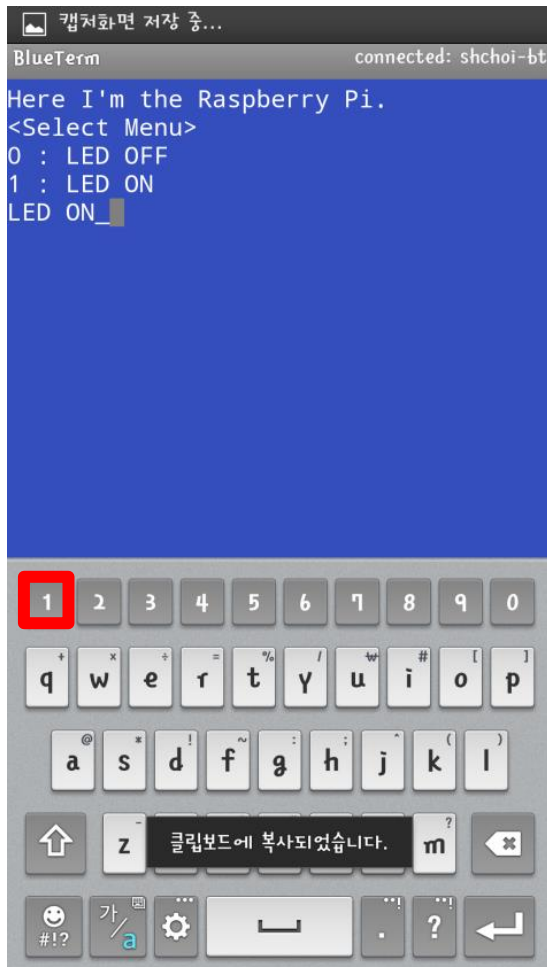 캡처화면 저장 중...
BlueTerm connected: shchoi-bt
Here I'm the Raspberry Pi.
<Select Menu>
0 : LED OFF
1 : LED ON
LED ON_
1 2 3 4 5 6 7 8 9 0
+ × ÷ = % / ₩ # [ ]
q w e r t y u i o p
@ * ! ~ : ; ^ ( )
a s d f g h j k l
- ?
z 클립보드에 복사되었습니다. m
#!? 가/a . ?